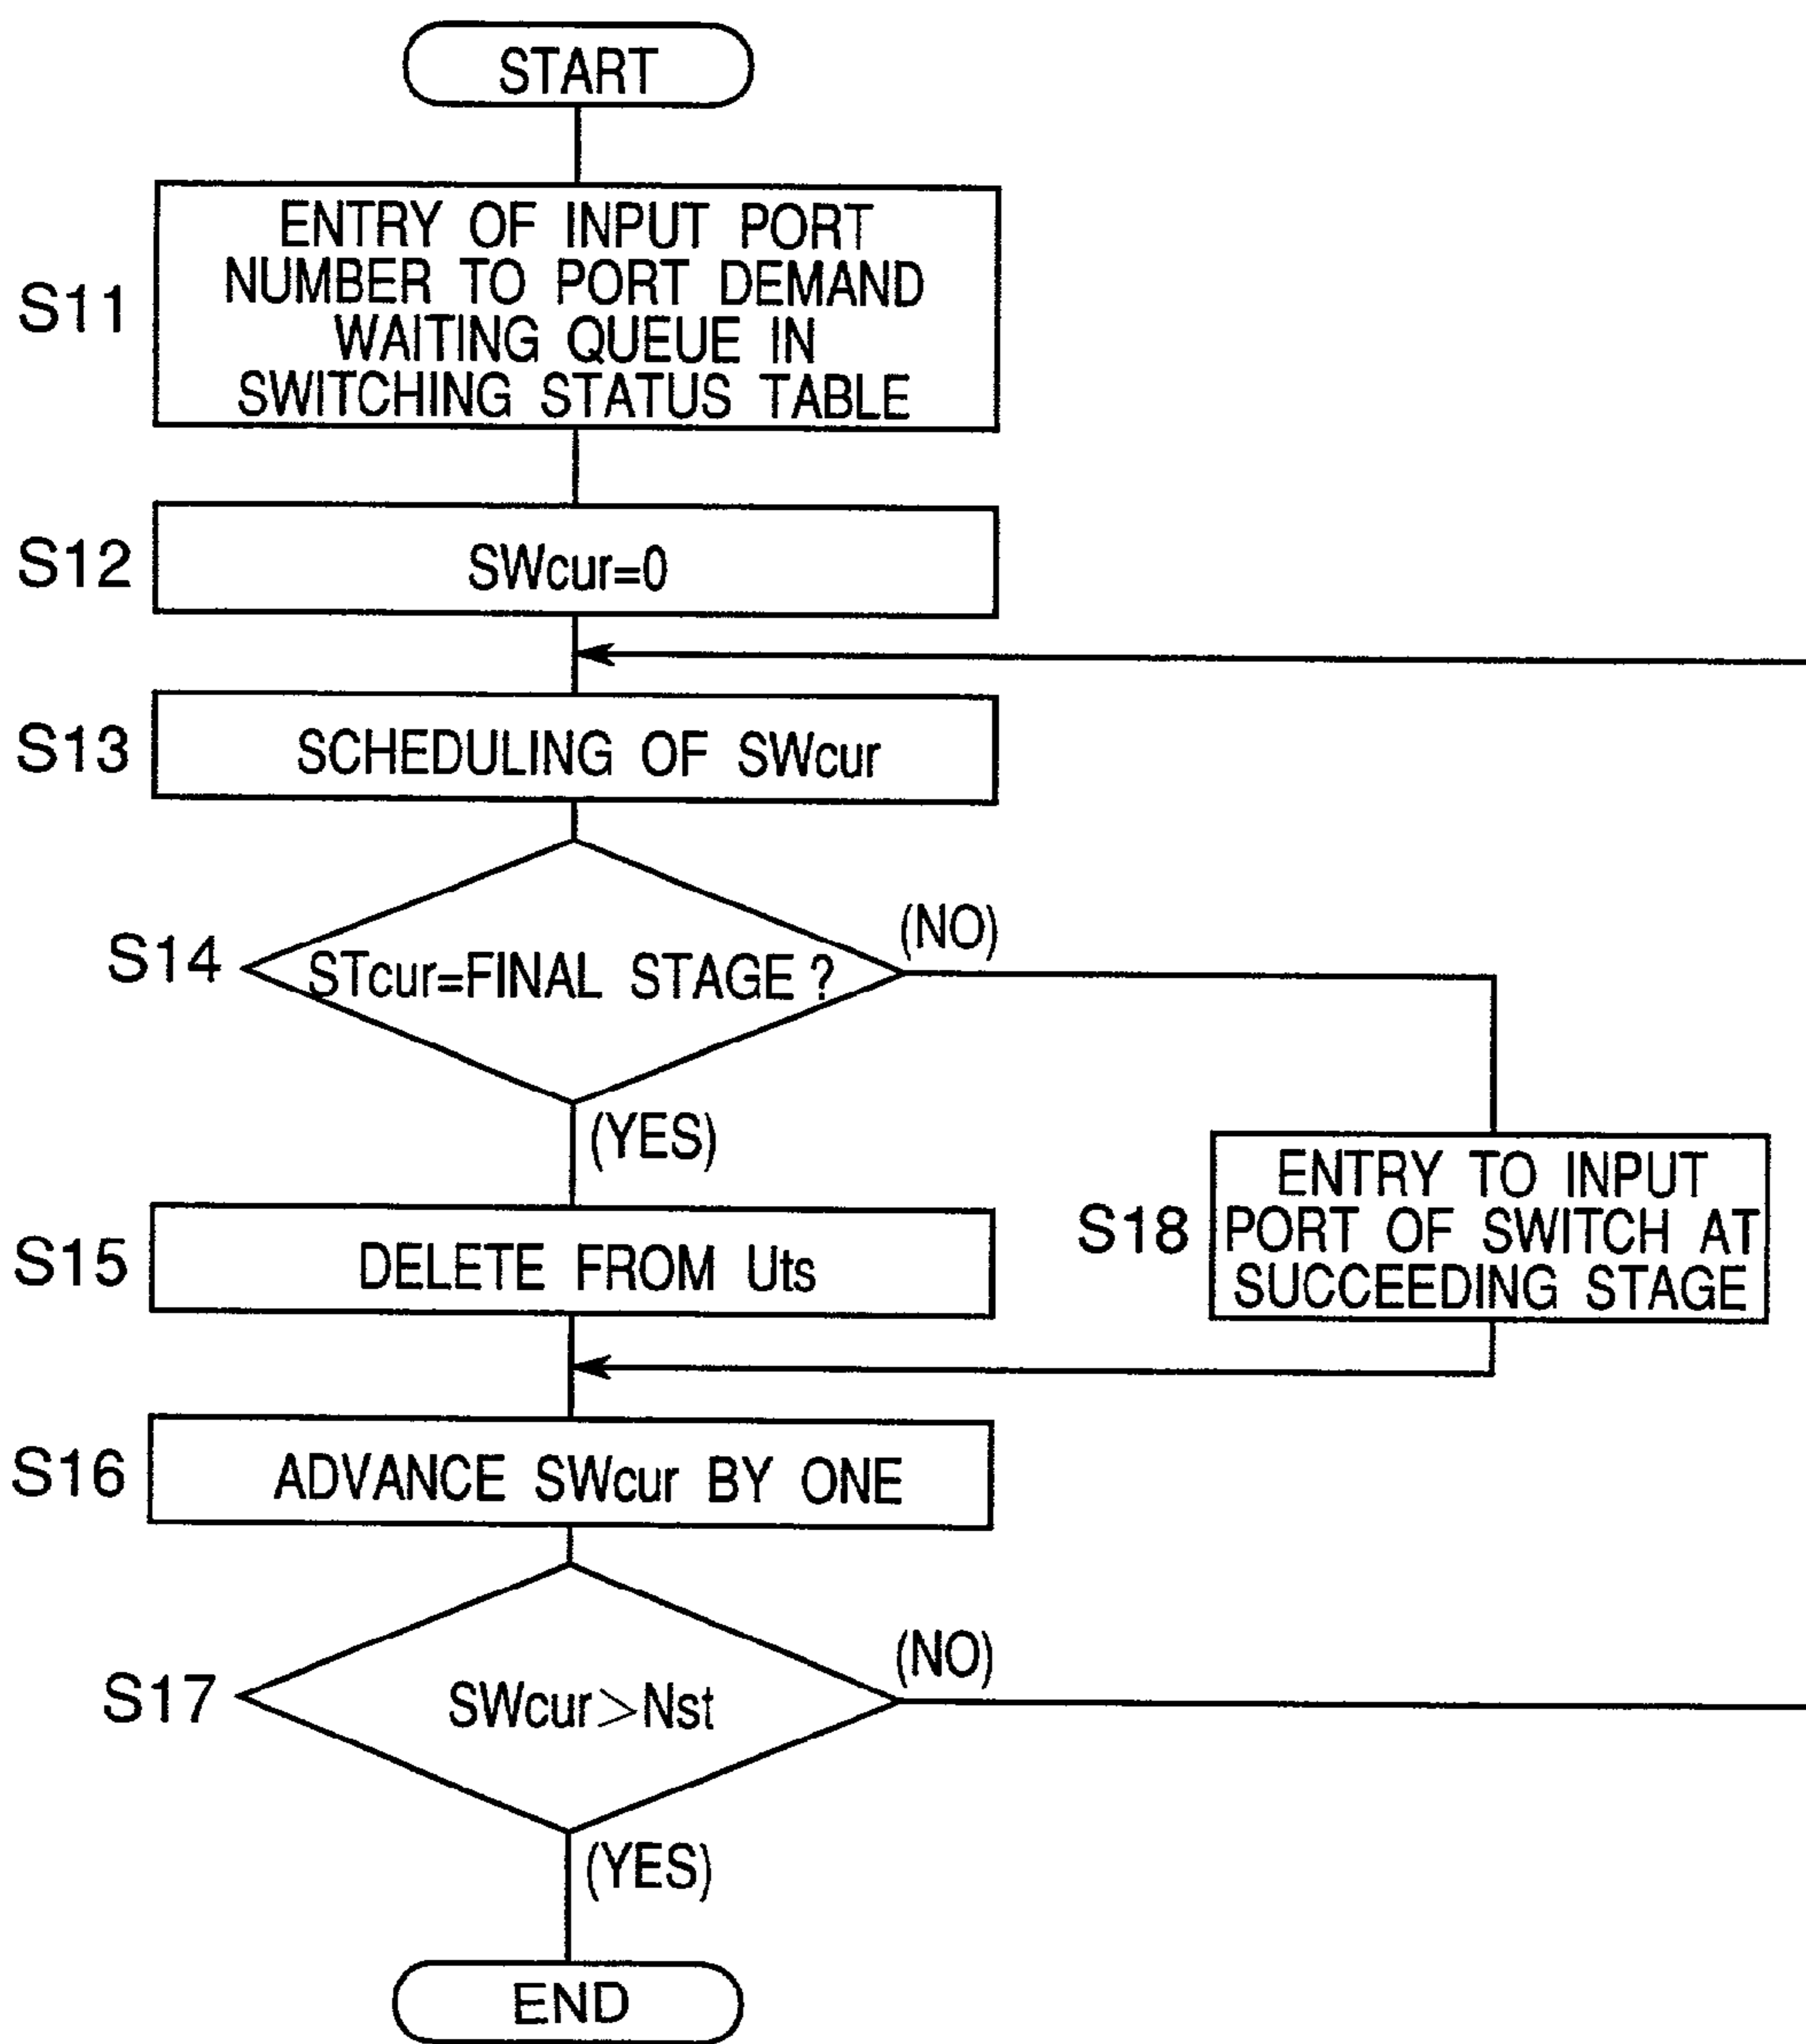 START
S11
ENTRY OF INPUT PORT
NUMBER TO PORT DEMAND
WAITING QUEUE IN
SWITCHING STATUS TABLE
S12
SWcur=0
S13
SCHEDULING OF SWcur
S14
STcur=FINAL STAGE?
(NO)
(YES)
S15
DELETE FROM Uts
S18
ENTRY TO INPUT
PORT OF SWITCH AT
SUCCEEDING STAGE
S16
ADVANCE SWcur BY ONE
S17
SWcur>Nst
(NO)
(YES)
END